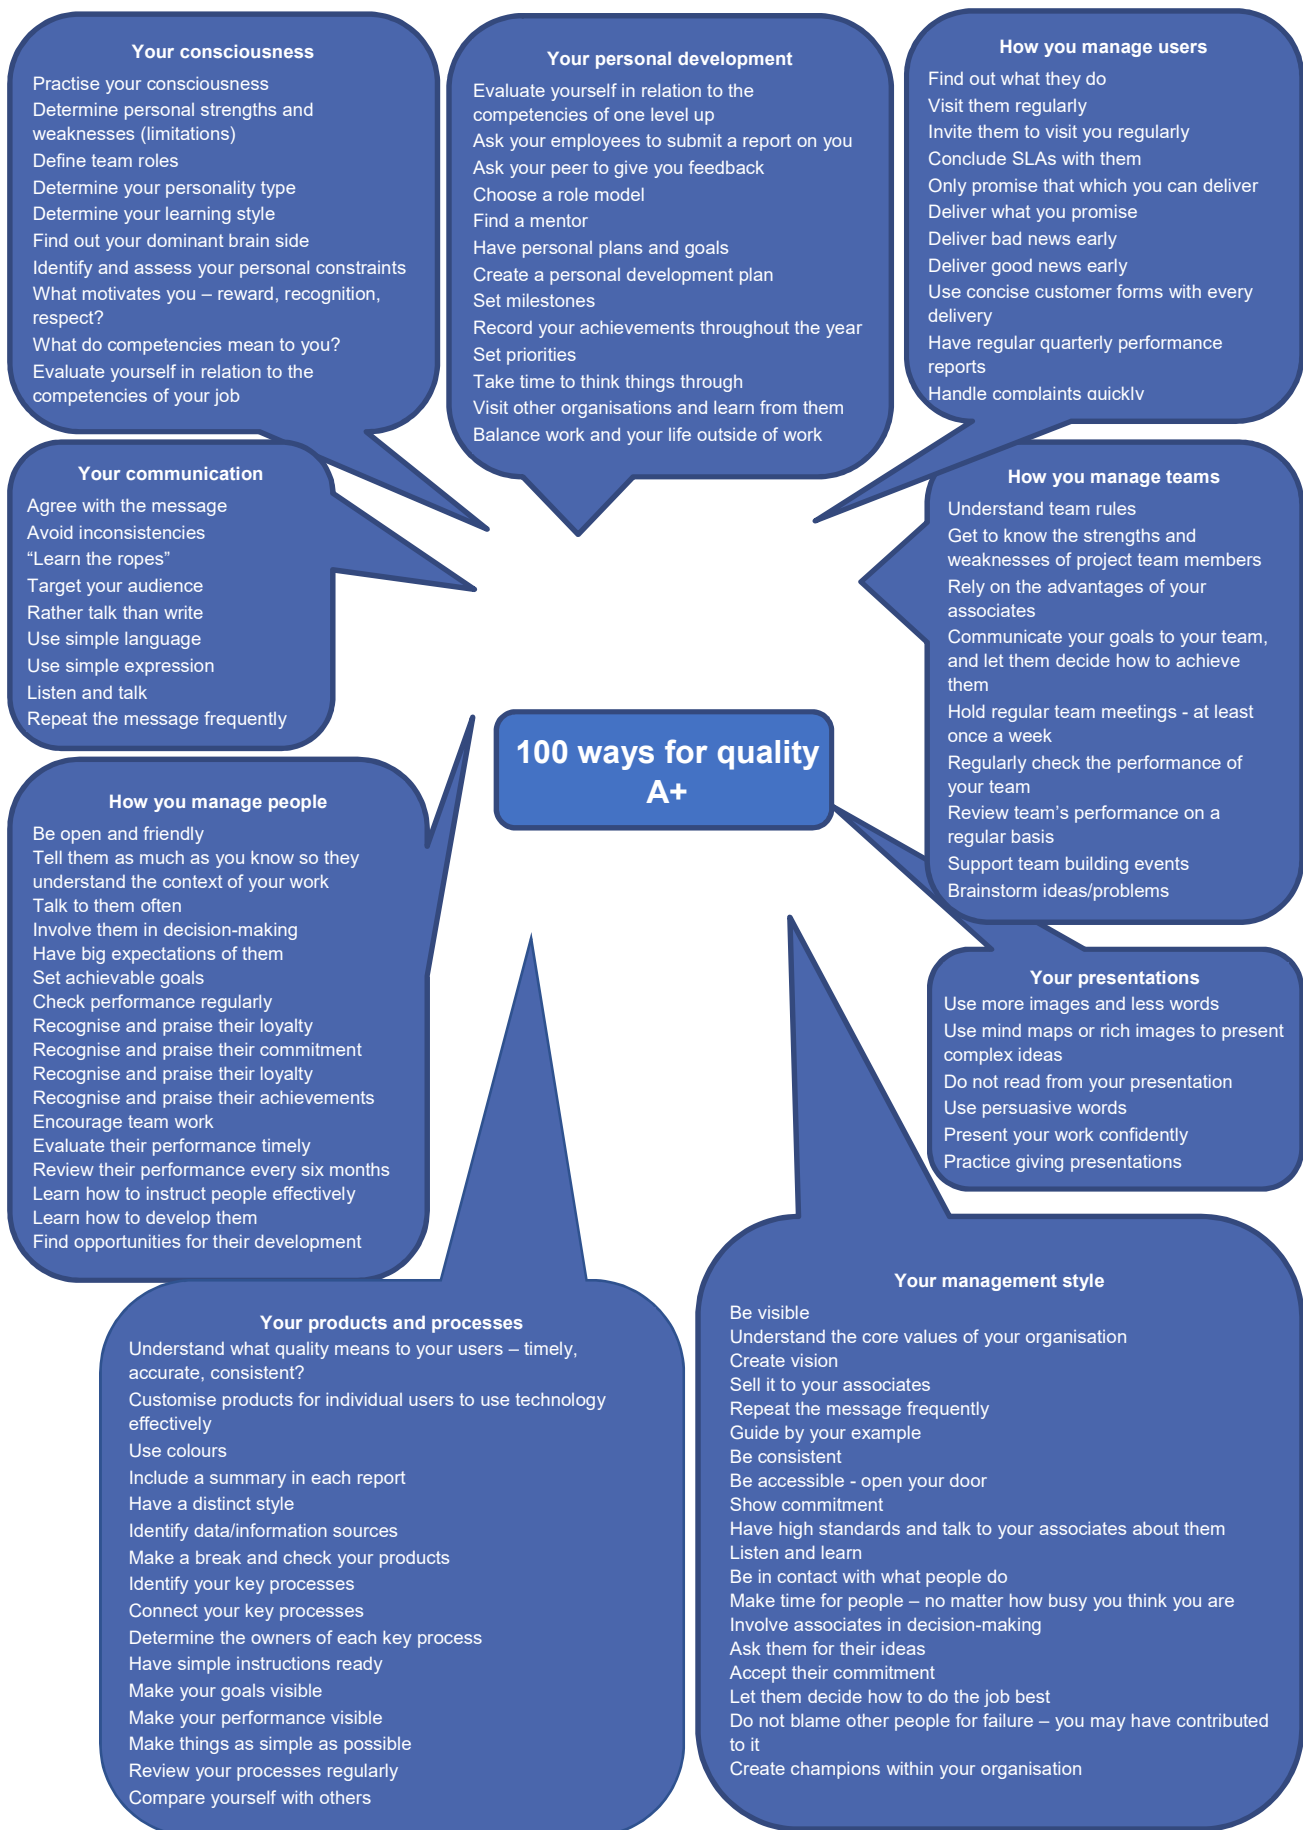 Your consciousness
Practise your consciousness
Determine personal strengths and
weaknesses (limitations)
Define team roles
Determine your personality type
Determine your learning style
Find out your dominant brain side
Identify and assess your personal constraints
What motivates you – reward, recognition,
respect?
What do competencies mean to you?
Evaluate yourself in relation to the
competencies of your job
Your personal development
Evaluate yourself in relation to the
competencies of one level up
Ask your employees to submit a report on you
Ask your peer to give you feedback
Choose a role model
Find a mentor
Have personal plans and goals
Create a personal development plan
Set milestones
Record your achievements throughout the year
Set priorities
Take time to think things through
Visit other organisations and learn from them
Balance work and your life outside of work
How you manage users
Find out what they do
Visit them regularly
Invite them to visit you regularly
Conclude SLAs with them
Only promise that which you can deliver
Deliver what you promise
Deliver bad news early
Deliver good news early
Use concise customer forms with every
delivery
Have regular quarterly performance
reports
Handle complaints quickly
Your communication
Agree with the message
Avoid inconsistencies
“Learn the ropes”
Target your audience
Rather talk than write
Use simple language
Use simple expression
Listen and talk
Repeat the message frequently
How you manage teams
Understand team rules
Get to know the strengths and
weaknesses of project team members
Rely on the advantages of your
associates
Communicate your goals to your team,
and let them decide how to achieve
them
Hold regular team meetings - at least
once a week
Regularly check the performance of
your team
Review team’s performance on a
regular basis
Support team building events
Brainstorm ideas/problems
100 ways for quality
A+
How you manage people
Be open and friendly
Tell them as much as you know so they
understand the context of your work
Talk to them often
Involve them in decision-making
Have big expectations of them
Set achievable goals
Check performance regularly
Recognise and praise their loyalty
Recognise and praise their commitment
Recognise and praise their loyalty
Recognise and praise their achievements
Encourage team work
Evaluate their performance timely
Review their performance every six months
Learn how to instruct people effectively
Learn how to develop them
Find opportunities for their development
Your presentations
Use more images and less words
Use mind maps or rich images to present
complex ideas
Do not read from your presentation
Use persuasive words
Present your work confidently
Practice giving presentations
Your products and processes
Understand what quality means to your users – timely,
accurate, consistent?
Customise products for individual users to use technology
effectively
Use colours
Include a summary in each report
Have a distinct style
Identify data/information sources
Make a break and check your products
Identify your key processes
Connect your key processes
Determine the owners of each key process
Have simple instructions ready
Make your goals visible
Make your performance visible
Make things as simple as possible
Review your processes regularly
Compare yourself with others
Your management style
Be visible
Understand the core values of your organisation
Create vision
Sell it to your associates
Repeat the message frequently
Guide by your example
Be consistent
Be accessible - open your door
Show commitment
Have high standards and talk to your associates about them
Listen and learn
Be in contact with what people do
Make time for people – no matter how busy you think you are
Involve associates in decision-making
Ask them for their ideas
Accept their commitment
Let them decide how to do the job best
Do not blame other people for failure – you may have contributed
to it
Create champions within your organisation